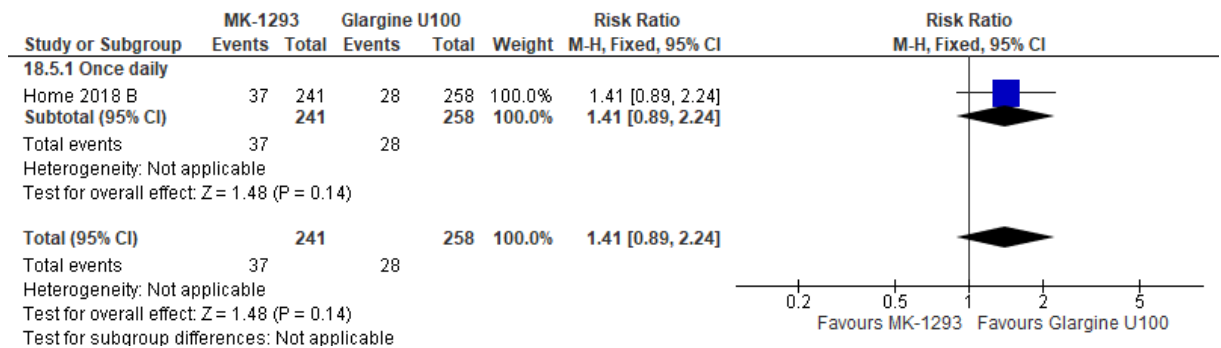 MK-1293 Glargine U100 Risk Ratio Risk Ratio
Study or Subgroup Events Total Events Total Weight M-H, Fixed, 95% CI M-H, Fixed, 95% CI
18.5.1 Once daily
Home 2018 B 37 241 28 258 100.0% 1.41 [0.89, 2.24]
Subtotal (95% CI) 241 258 100.0% 1.41 [0.89, 2.24]
Total events 37 28
Heterogeneity: Not applicable
Test for overall effect: Z = 1.48 (P = 0.14)
Total (95% CI) 241 258 100.0% 1.41 [0.89, 2.24]
Total events 37 28
Heterogeneity: Not applicable
Test for overall effect: Z = 1.48 (P = 0.14)
Test for subgroup differences: Not applicable
0.2 0.5 1 2 5
Favours MK-1293 Favours Glargine U100